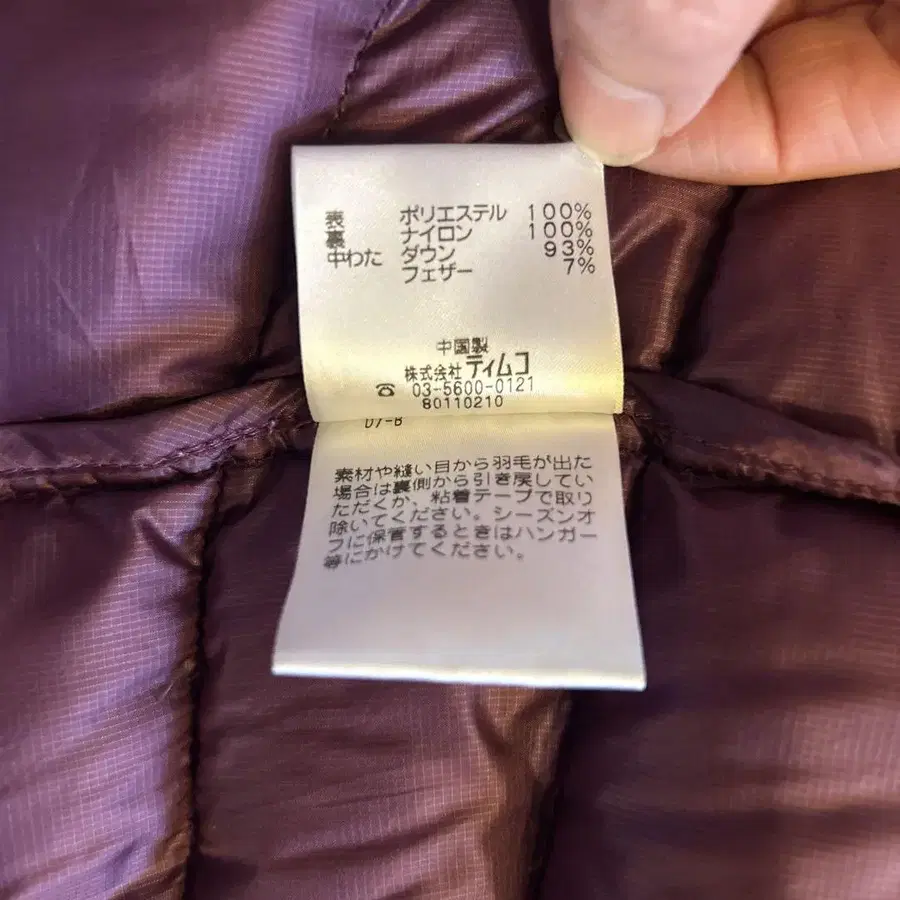 表 ポリエステル 100%
裏 ナイロン 100%
中わた ダウン 93%
フェザー 7%
中国製
株式会社 ティムコ
☎ 03-5600-0121
80110210
D7-B
素材や縫い目から羽毛が出た
場合は裏側から引き戻してい
ただくか、粘着テープで取り
除いてください。シーズンオ
フに保管するときはハンガー
等にかけてください。